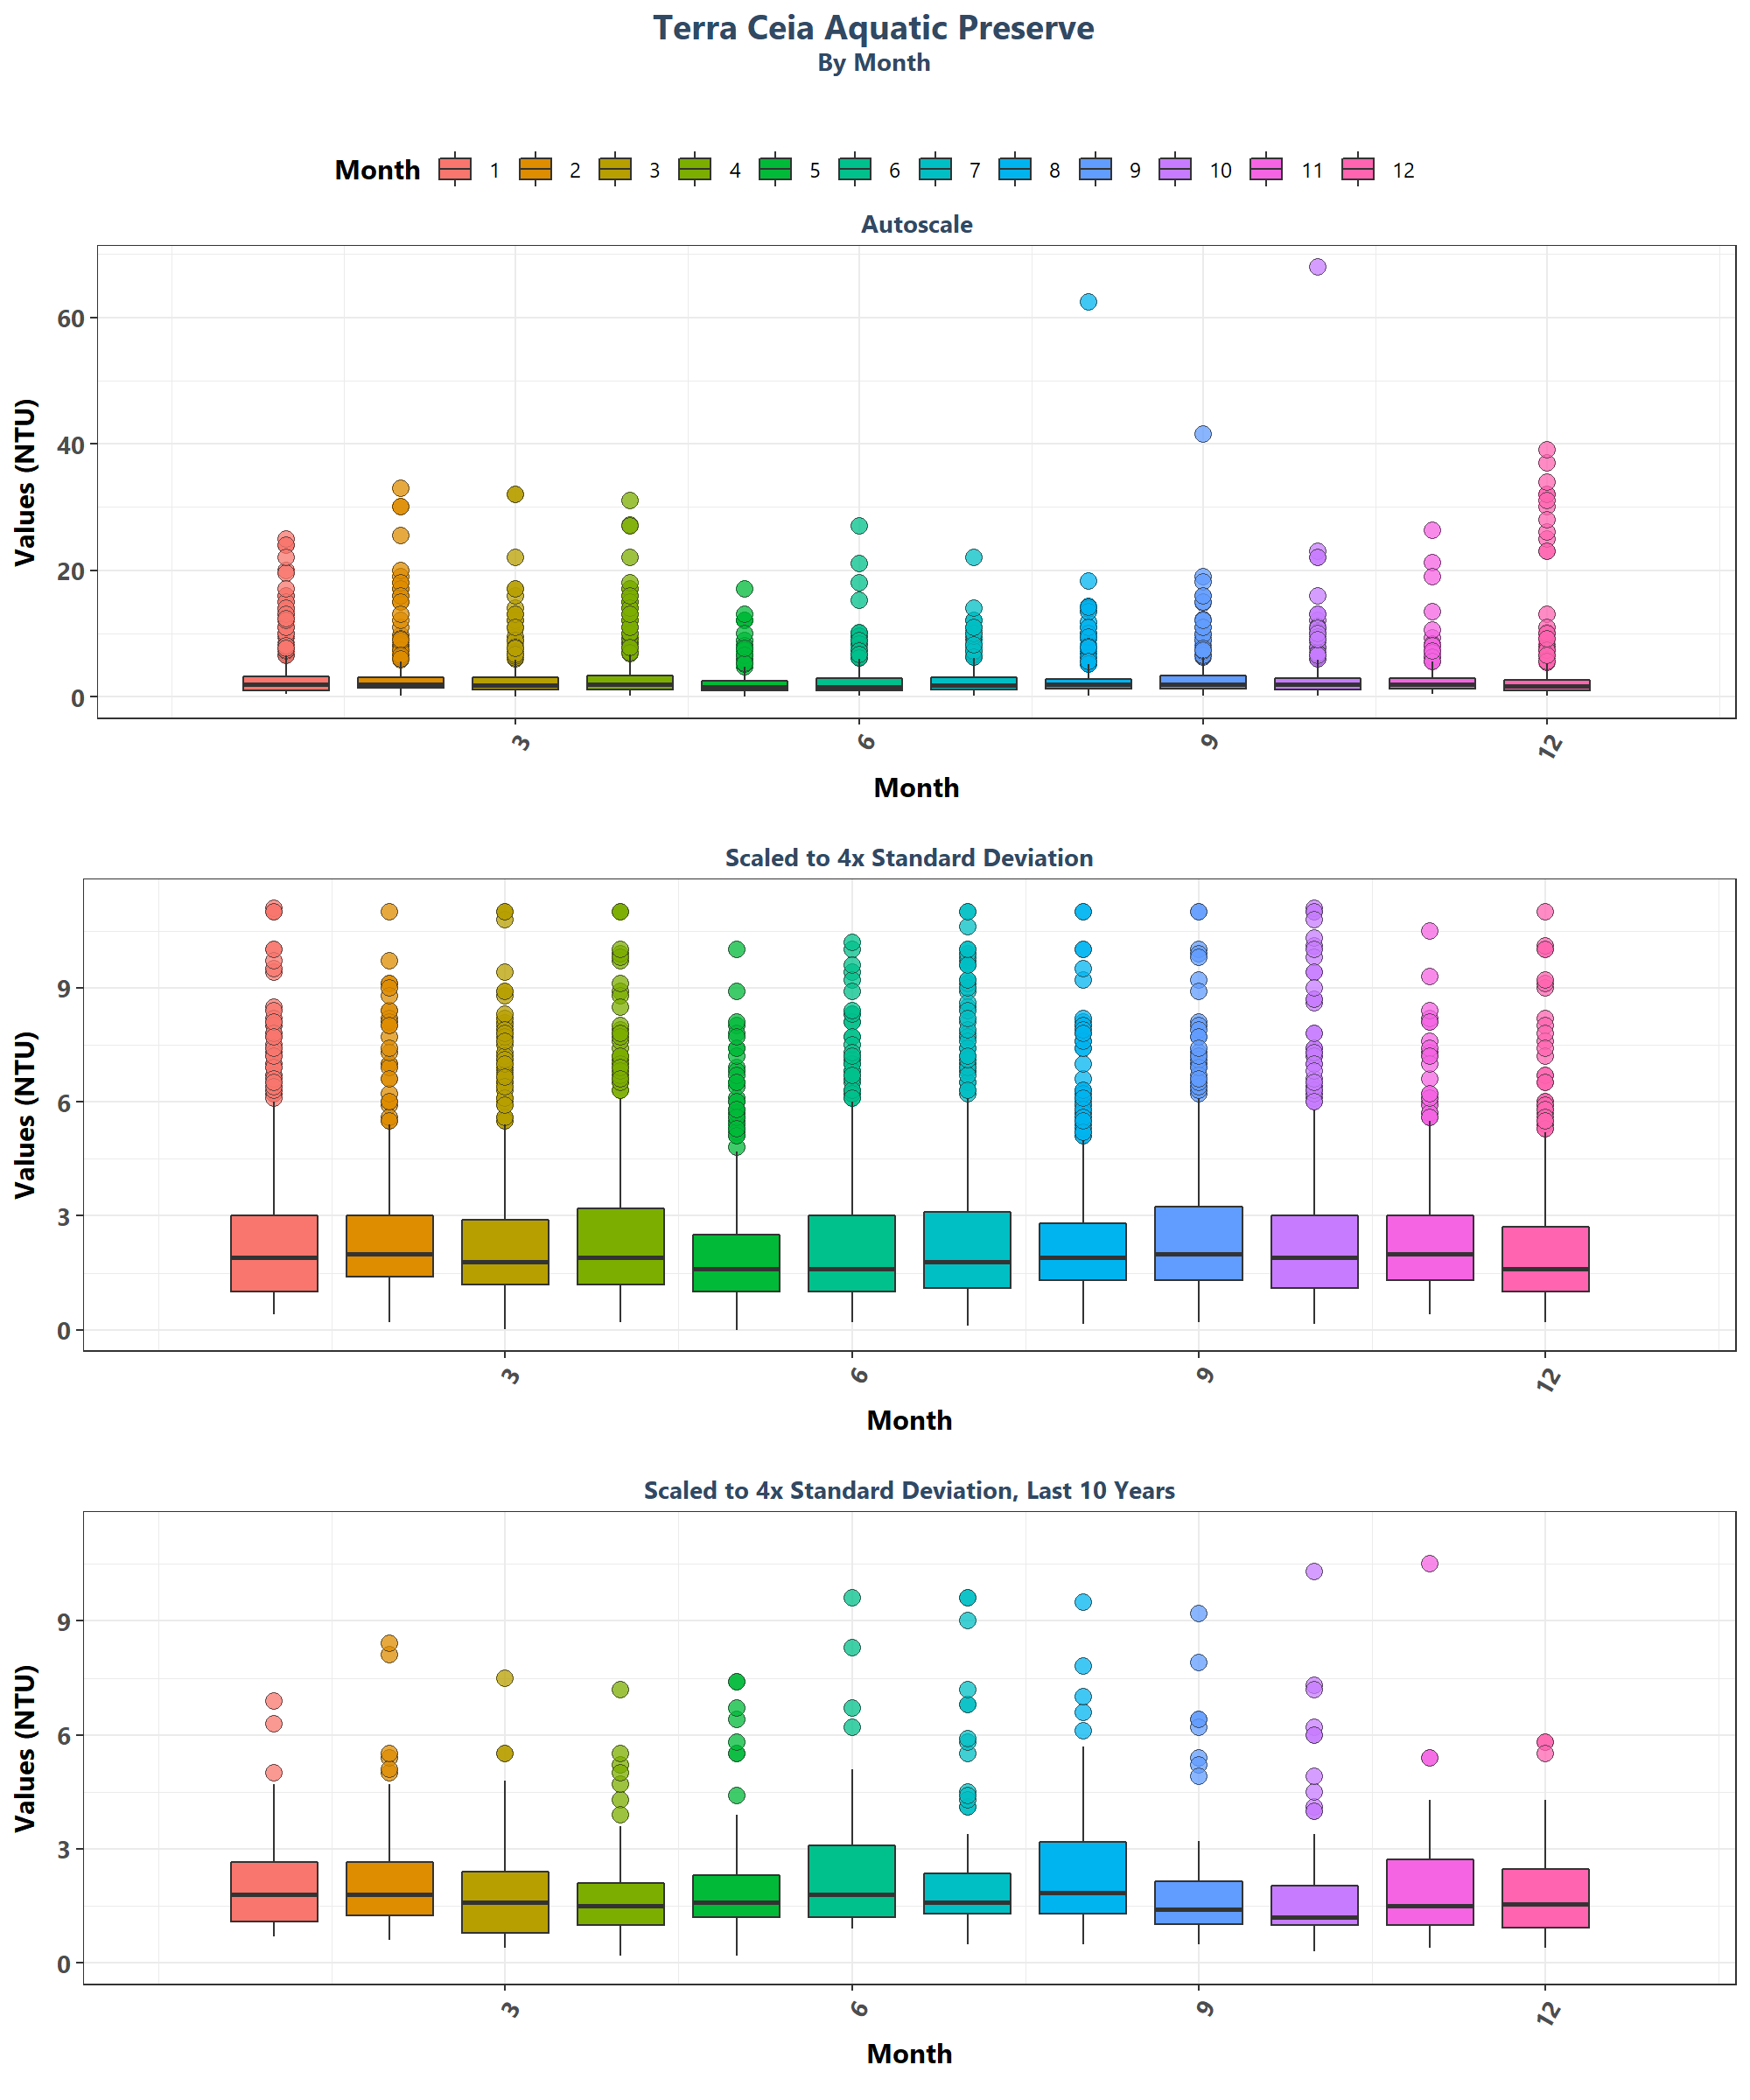 Terra Ceia Aquatic Preserve
By Month
Month 1 2 3 4 5 6 7 8 9 10 11 12
Autoscale
Values (NTU)
60
40
20
0
3 6 9 12
Month
Scaled to 4x Standard Deviation
Values (NTU)
9
6
3
0
3 6 9 12
Month
Scaled to 4x Standard Deviation, Last 10 Years
Values (NTU)
9
6
3
0
3 6 9 12
Month